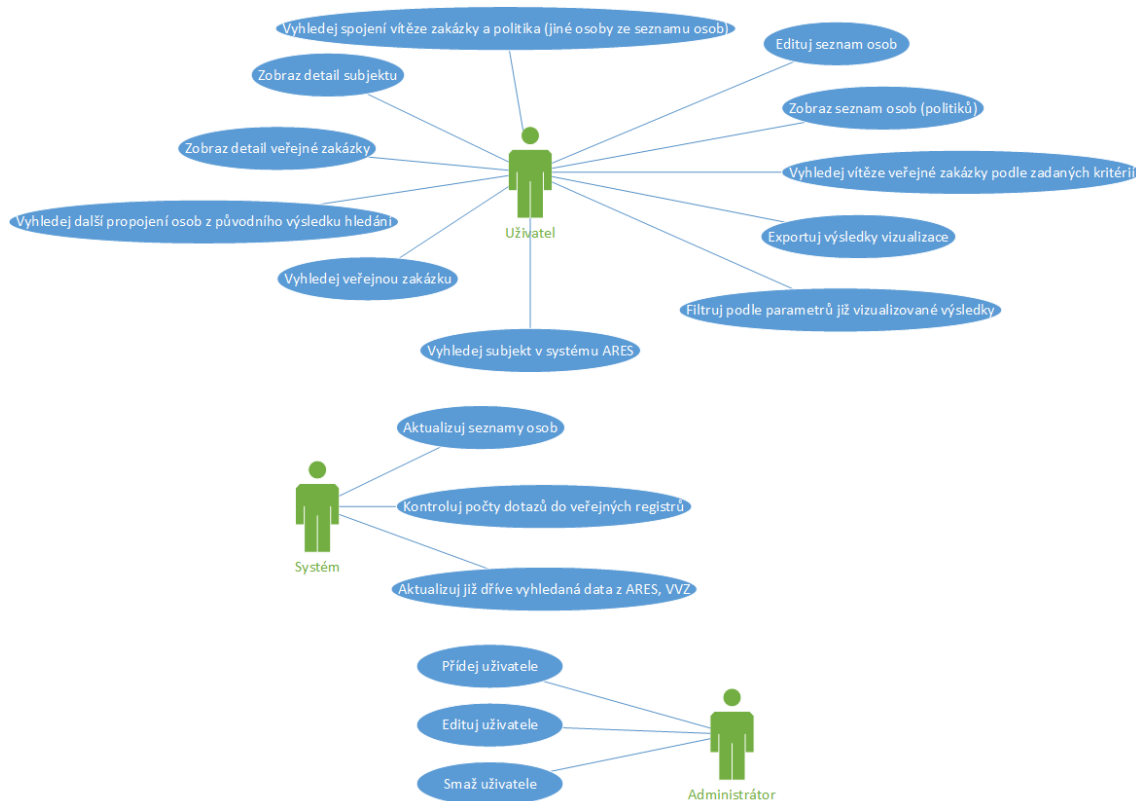 Vyhledej spojení vítěze zakázky a politika (jiné osoby ze seznamu osob)
Edituj seznam osob
Zobraz detail subjektu
Zobraz seznam osob (politiků)
Zobraz detail veřejné zakázky
Vyhledej vítěze veřejné zakázky podle zadaných kritérií
Vyhledej další propojení osob z původního výsledku hledání
Uživatel
Exportuj výsledky vizualizace
Vyhledej veřejnou zakázku
Filtruj podle parametrů již vizualizované výsledky
Vyhledej subjekt v systému ARES
Aktualizuj seznamy osob
Kontroluj počty dotazů do veřejných registrů
Systém
Aktualizuj již dříve vyhledaná data z ARES, VVZ
Přídej uživatele
Edituj uživatele
Smaž uživatele
Administrátor